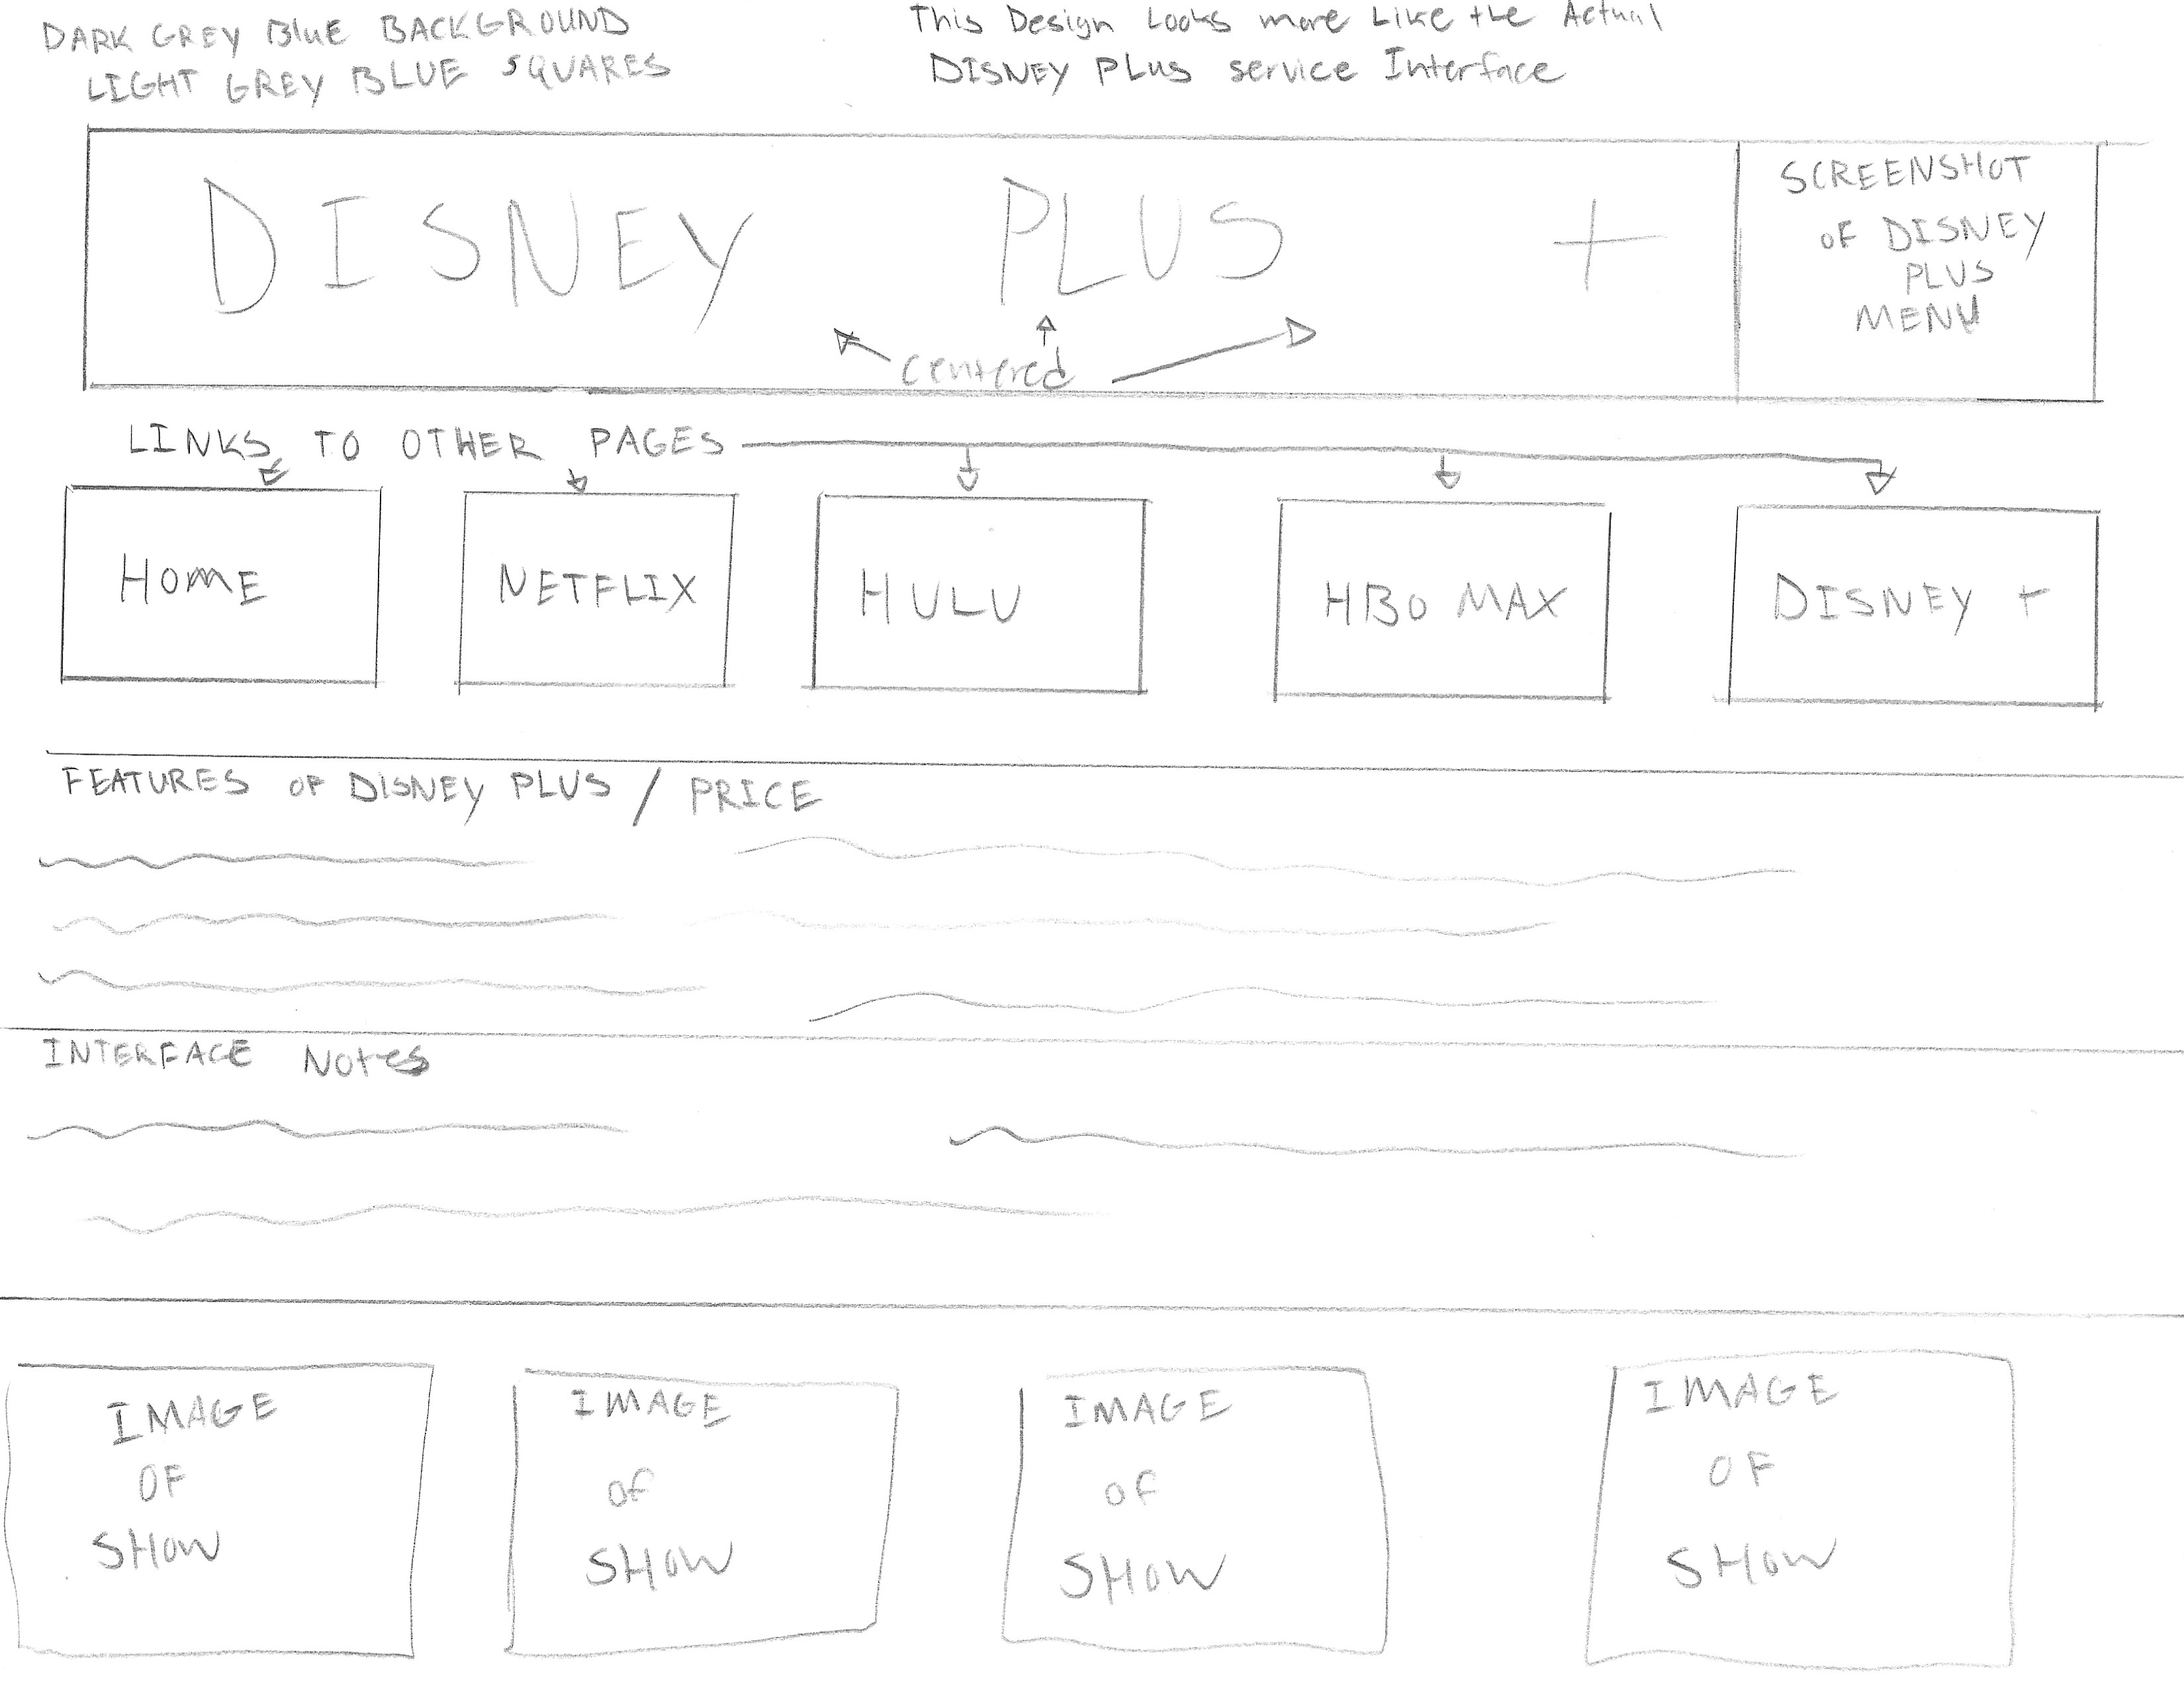 DARK GREY BLUE BACKGROUND
LIGHT GREY BLUE SQUARES
This Design Looks more Like the Actual
DISNEY PLUS service Interface
DISNEY PLUS +
SCREENSHOT
OF DISNEY
PLUS
MENU
centered
LINKS TO OTHER PAGES
HOME
NETFLIX
HULU
HBO MAX
DISNEY +
FEATURES OF DISNEY PLUS / PRICE
INTERFACE Notes
IMAGE
OF
SHOW
IMAGE
OF
SHOW
IMAGE
OF
SHOW
IMAGE
OF
SHOW